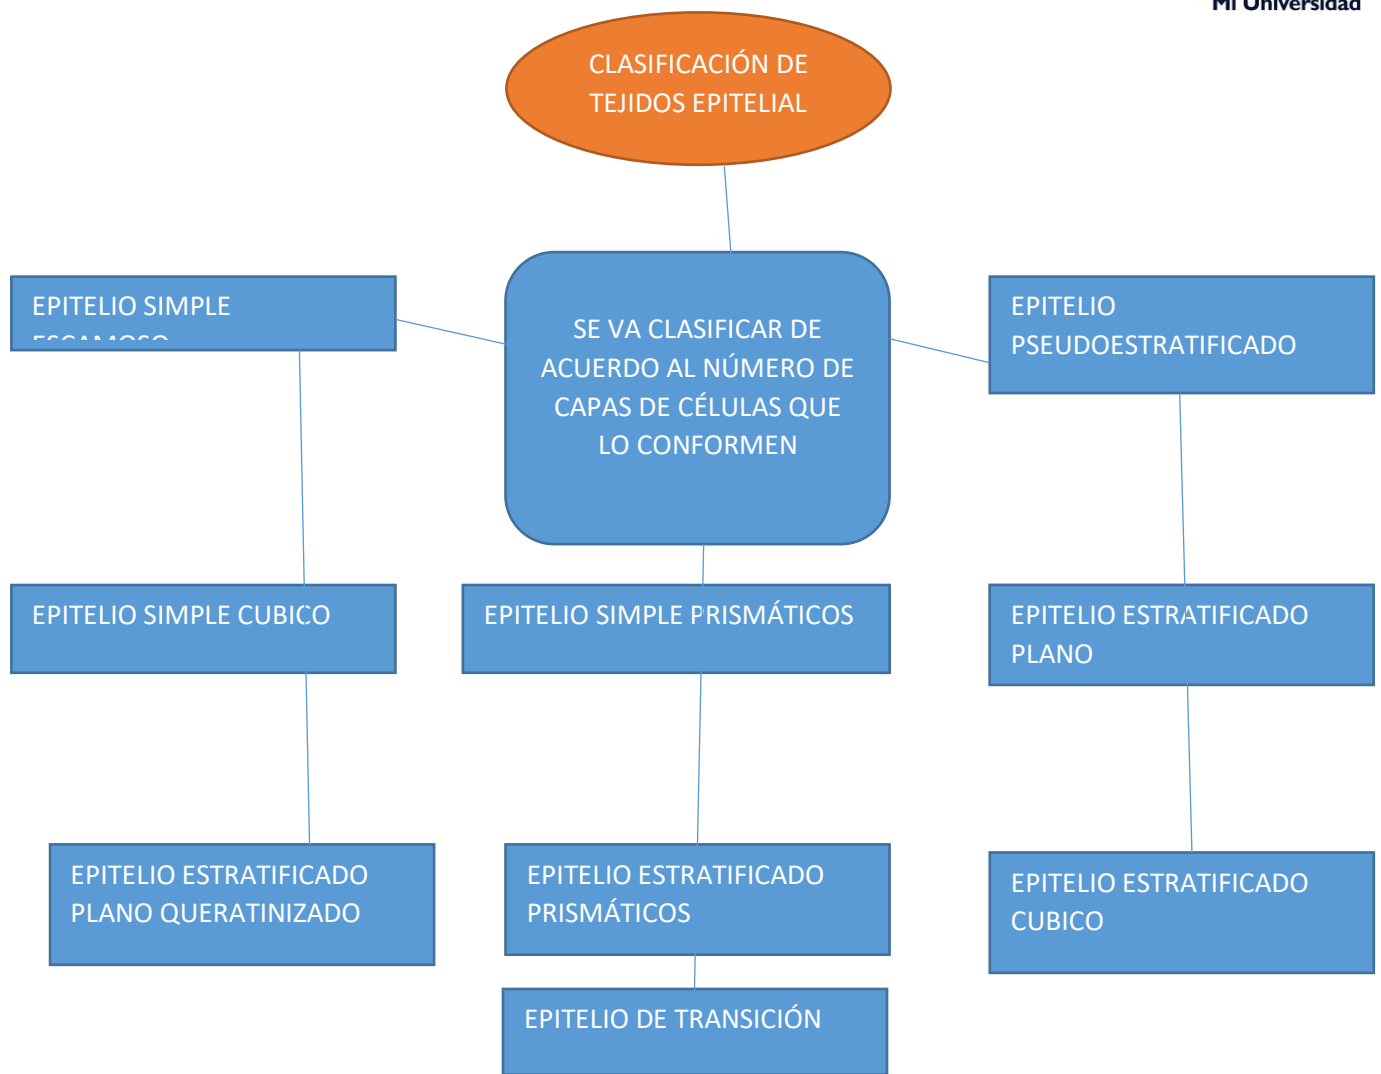 Mi Universidad
CLASIFICACIÓN DE
TEJIDOS EPITELIAL
EPITELIO SIMPLE
ESCAMOSO
SE VA CLASIFICAR DE
ACUERDO AL NÚMERO DE
CAPAS DE CÉLULAS QUE
LO CONFORMEN
EPITELIO
PSEUDOESTRATIFICADO
EPITELIO SIMPLE CUBICO
EPITELIO SIMPLE PRISMÁTICOS
EPITELIO ESTRATIFICADO
PLANO
EPITELIO ESTRATIFICADO
PLANO QUERATINIZADO
EPITELIO ESTRATIFICADO
PRISMÁTICOS
EPITELIO ESTRATIFICADO
CUBICO
EPITELIO DE TRANSICIÓN